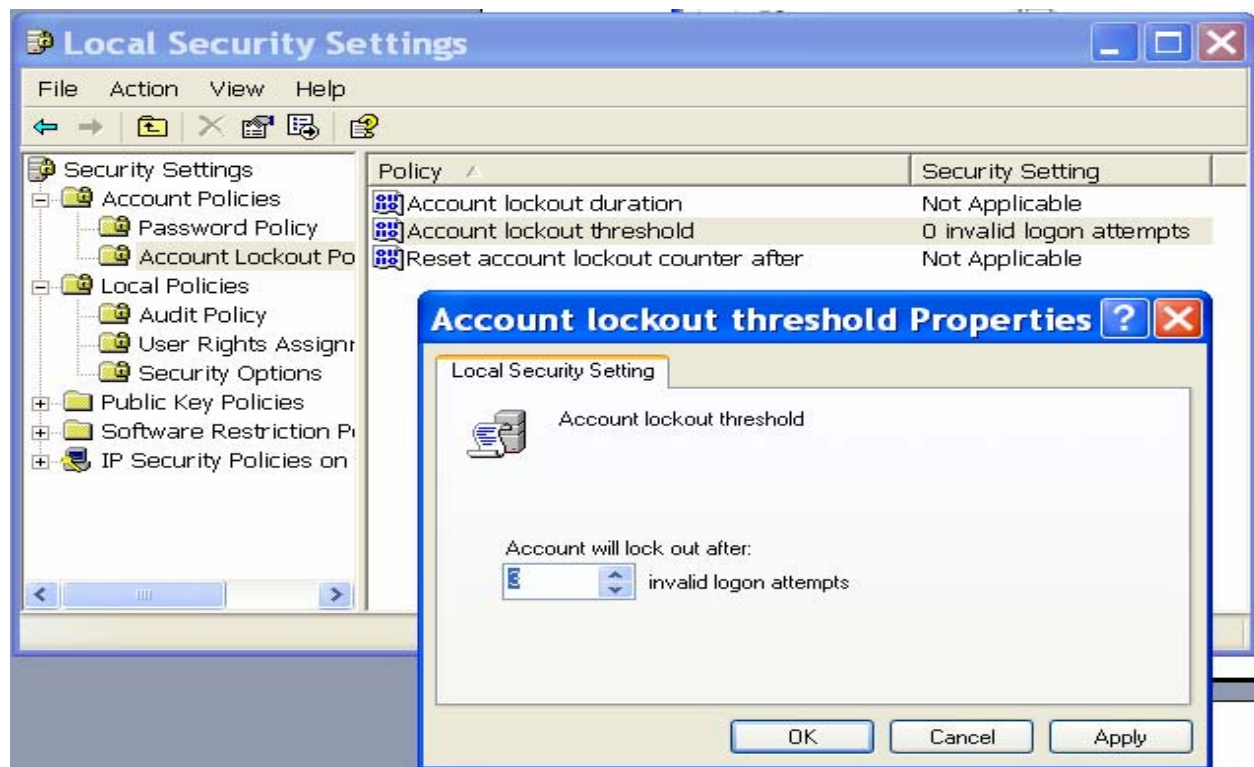 Local Security Settings
File Action View Help
Security Settings
Account Policies
Password Policy
Account Lockout Po
Local Policies
Audit Policy
User Rights Assignr
Security Options
Public Key Policies
Software Restriction P
IP Security Policies on
Policy Security Setting
Account lockout duration Not Applicable
Account lockout threshold 0 invalid logon attempts
Reset account lockout counter after Not Applicable
Account lockout threshold Properties
Local Security Setting
Account lockout threshold
Account will lock out after:
3 invalid logon attempts
OK Cancel Apply